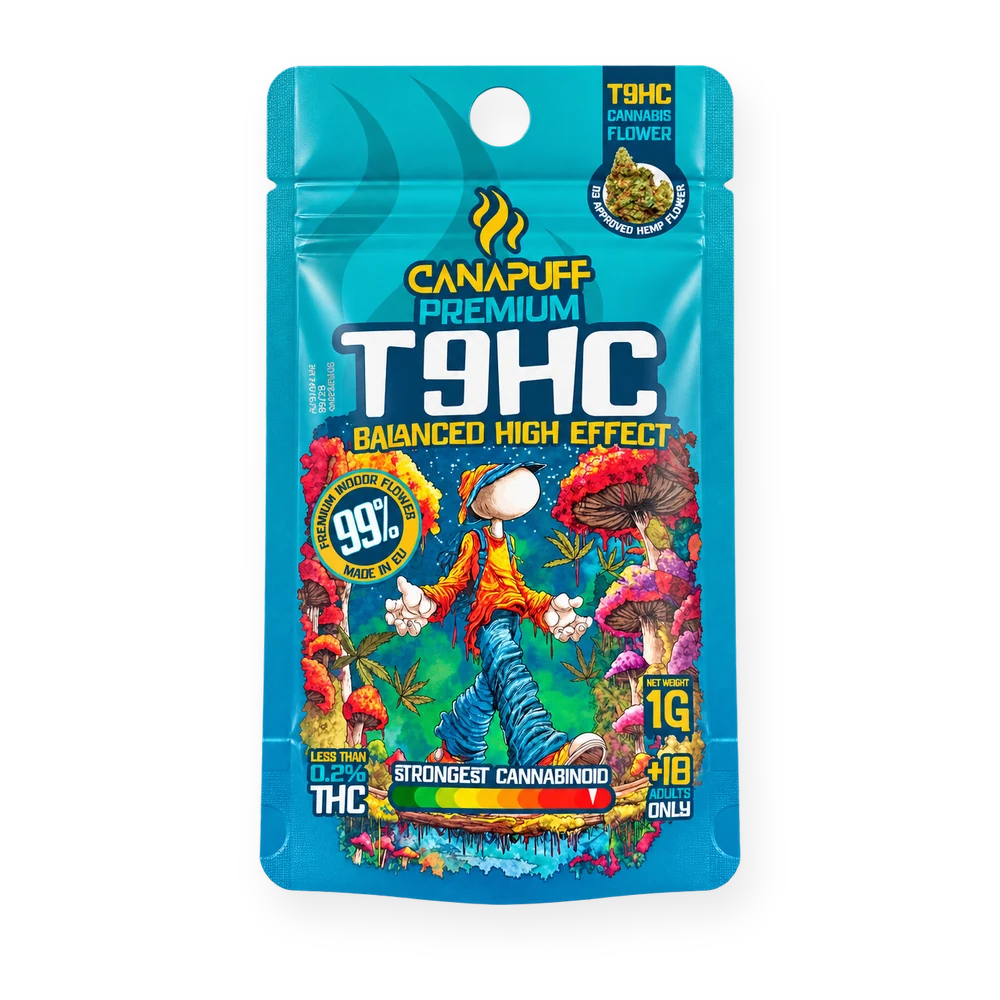 T9HC
CANNABIS
FLOWER
EU APPROVED HEMP FLOWER
CANAPUFF
PREMIUM
T9HC
BALANCED HIGH EFFECT
PREMIUM INDOOR FLOWER
99%
MADE IN EU
NET WEIGHT
1G
LESS THAN
0.2%
THC
STRONGEST CANNABINOID
+18
ADULTS
ONLY